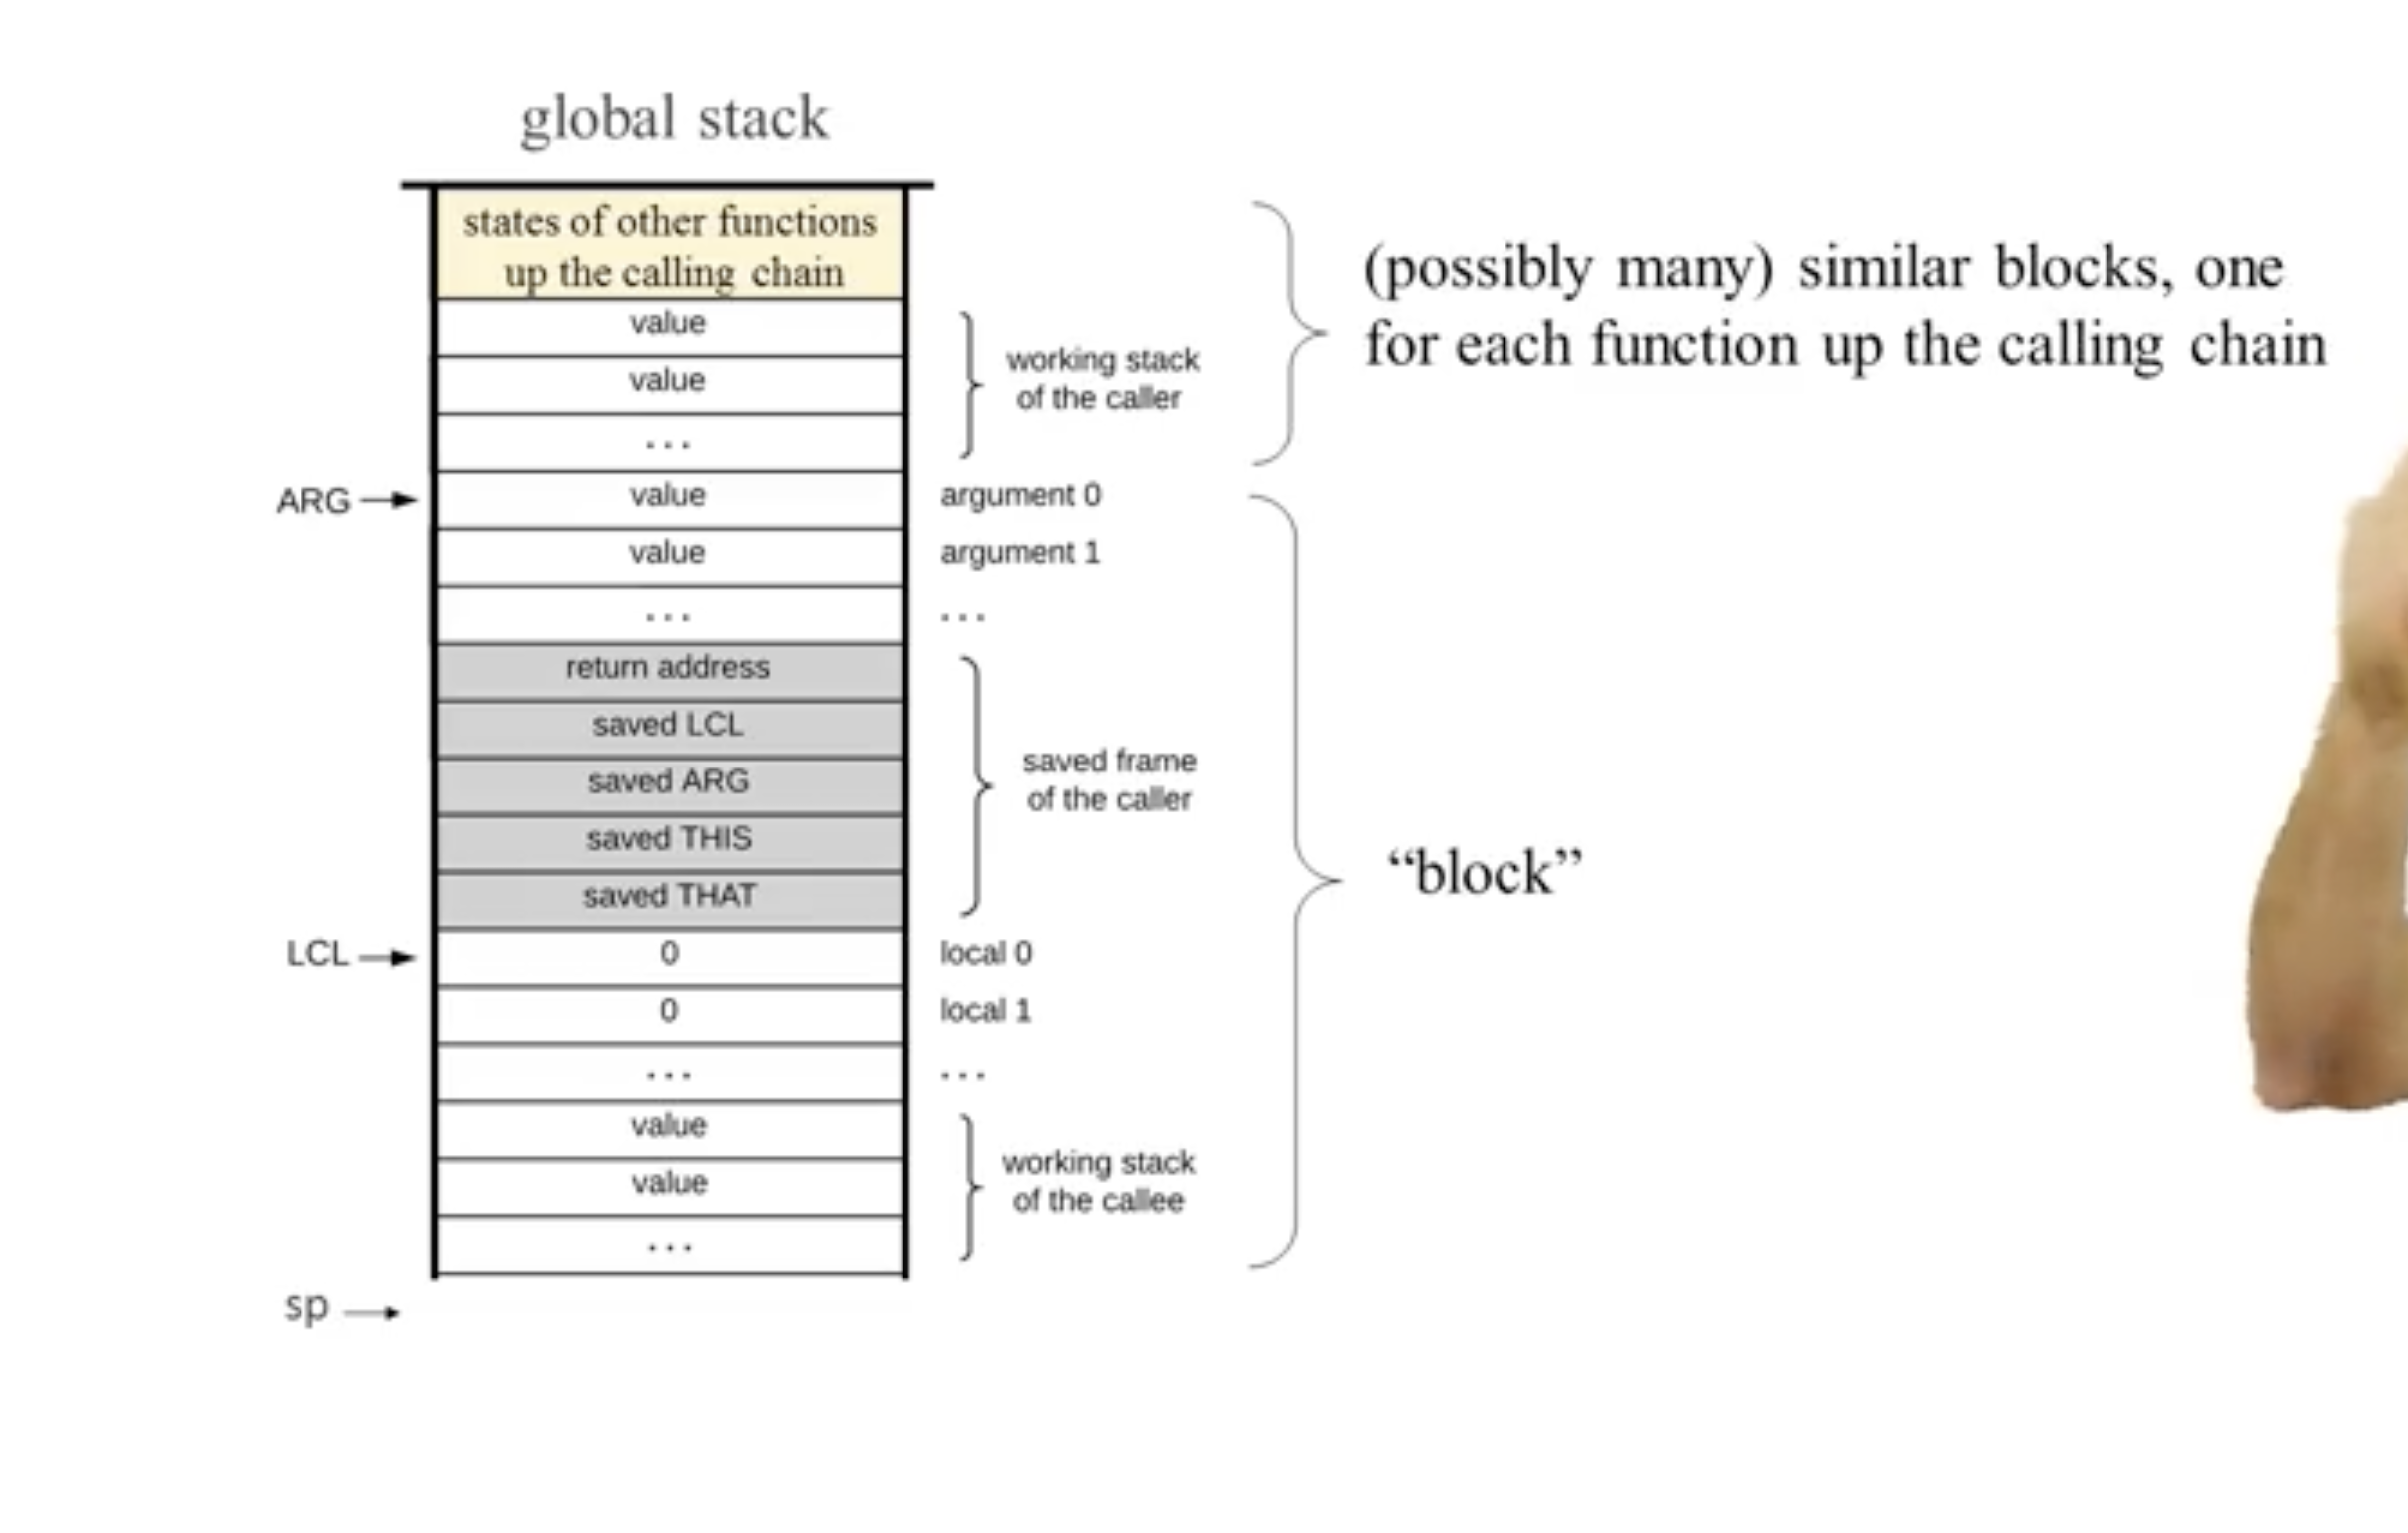 global stack
states of other functions
up the calling chain
value
value
...
working stack
of the caller
(possibly many) similar blocks, one
for each function up the calling chain
ARG
value
argument 0
value
argument 1
...
...
return address
saved LCL
saved ARG
saved THIS
saved THAT
saved frame
of the caller
"block"
LCL
0
local 0
0
local 1
...
...
value
value
...
working stack
of the callee
sp